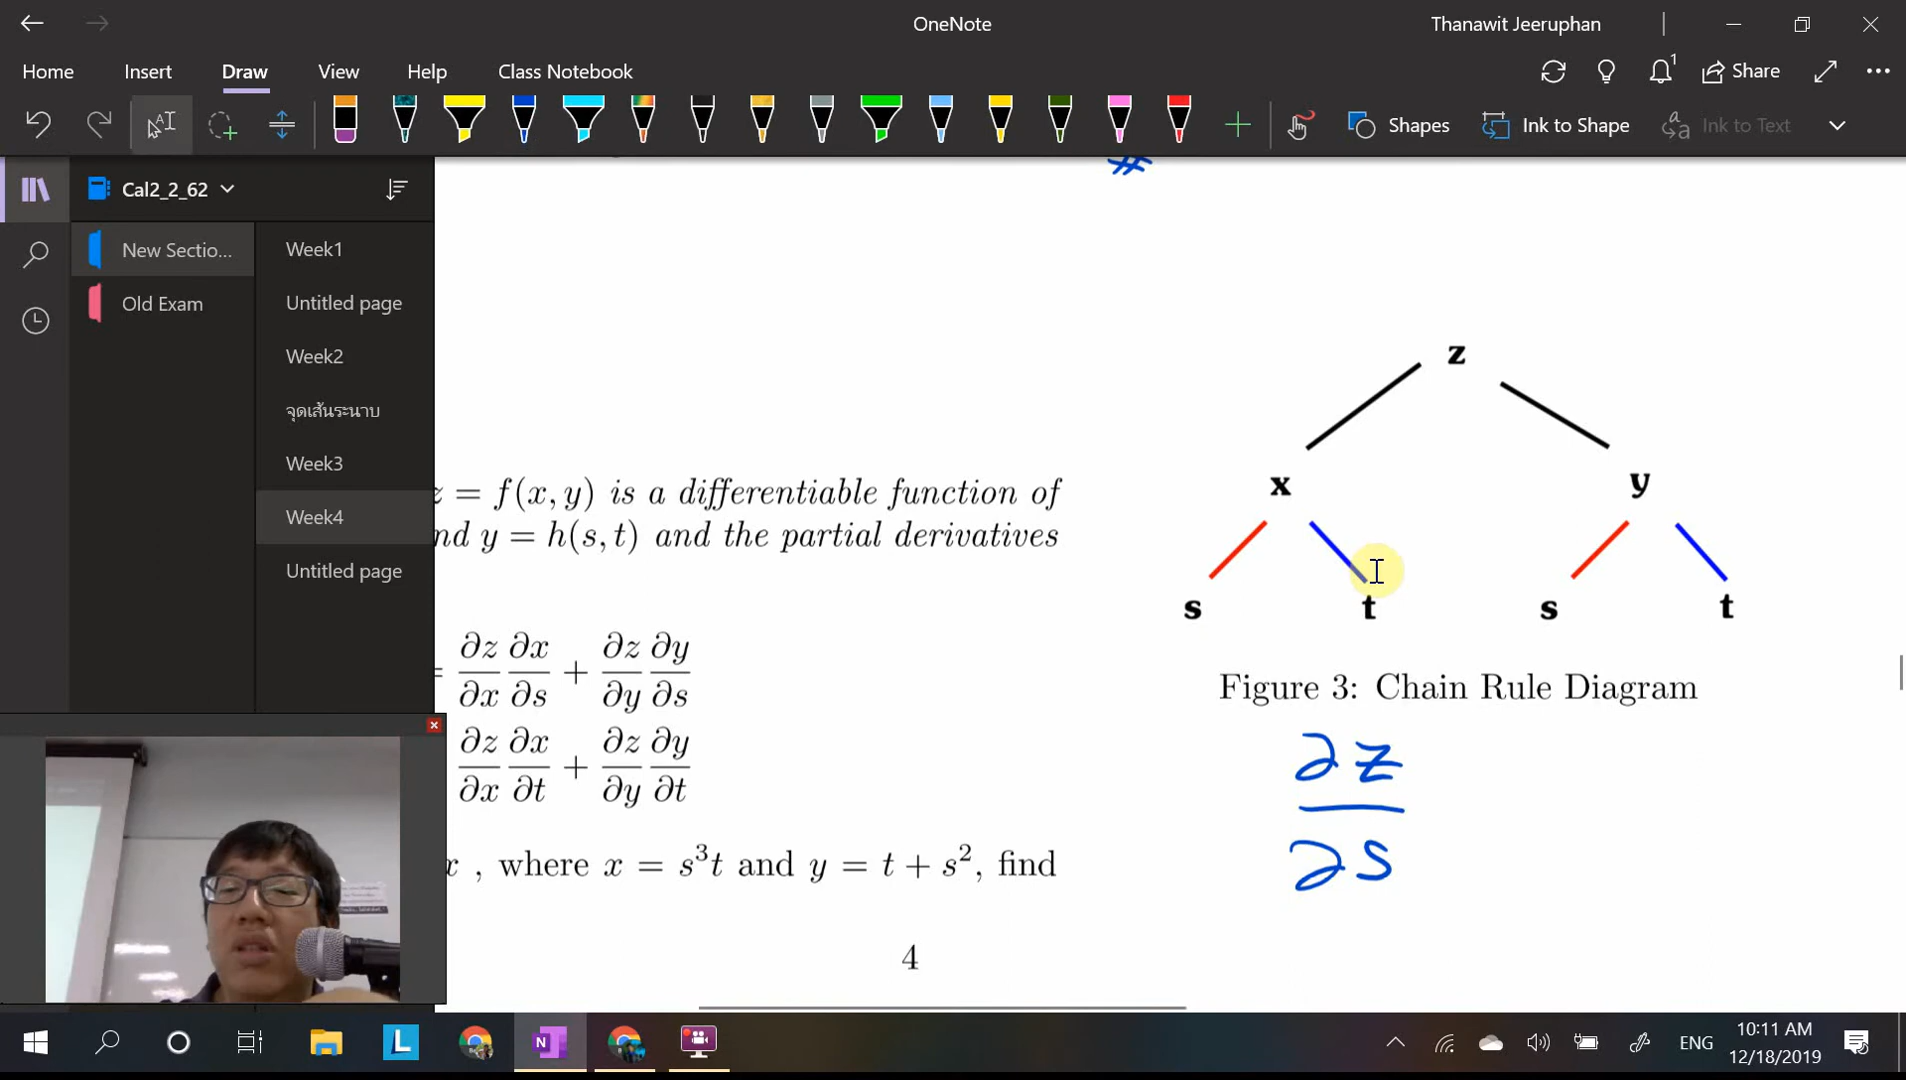 OneNote
Thanawit Jeeruphan
Home Insert Draw View Help Class Notebook
1
Share
Shapes Ink to Shape Ink to Text
Cal2_2_62
New Sectio...
Old Exam
Week1
Untitled page
Week2
จุดเส้นระนาบ
Week3
Week4
Untitled page
#
z = f(x, y) is a differentiable function of
nd y = h(s, t) and the partial derivatives
= ∂z/∂x ∂x/∂s + ∂z/∂y ∂y/∂s
∂z/∂x ∂x/∂t + ∂z/∂y ∂y/∂t
x , where x = s³t and y = t + s², find
4
z
x y
s t s t
Figure 3: Chain Rule Diagram
∂z
∂s
ENG
10:11 AM
12/18/2019